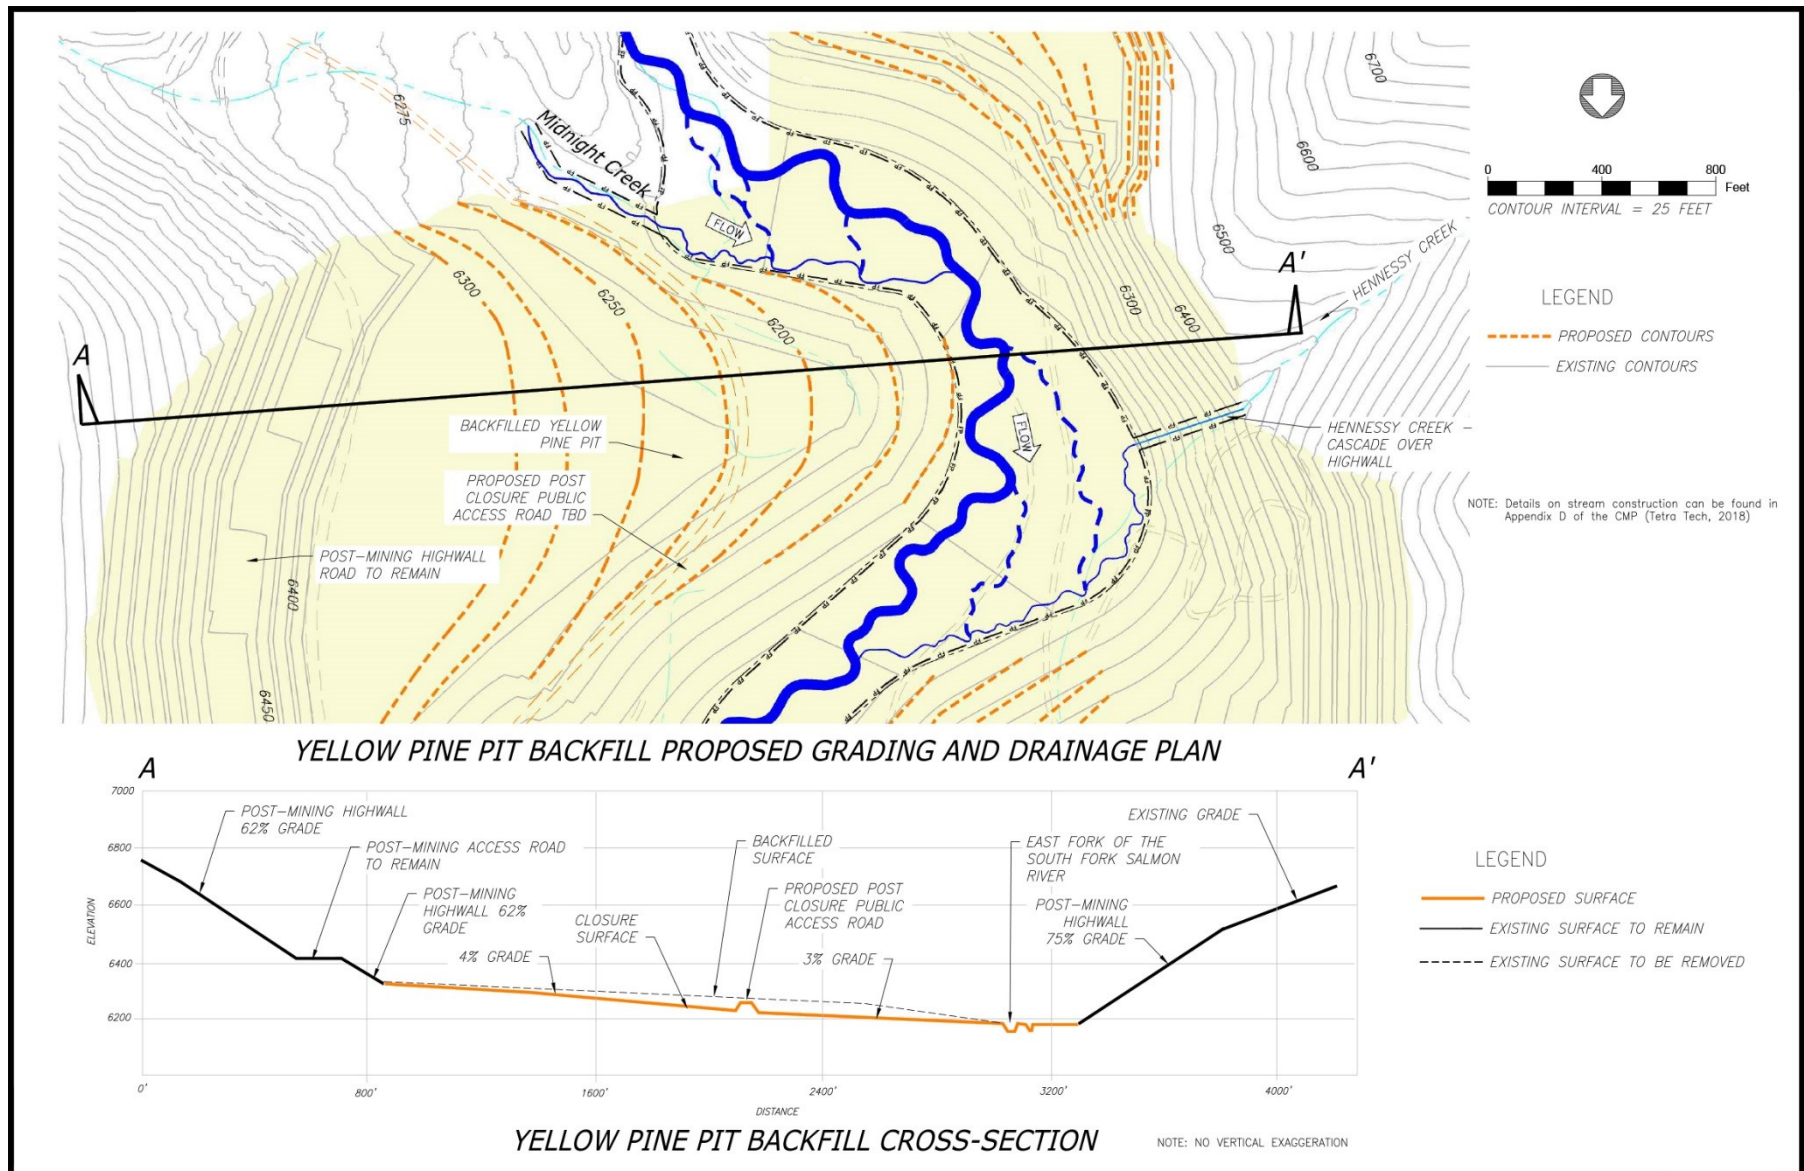 6700
6600
6500
6275
Midnight Creek
FLOW
0 400 800
Feet
CONTOUR INTERVAL = 25 FEET
A'
HENNESSY CREEK
6300
6250
6200
6300
6400
A
LEGEND
PROPOSED CONTOURS
EXISTING CONTOURS
BACKFILLED YELLOW
PINE PIT
FLOW
HENNESSY CREEK –
CASCADE OVER
HIGHWALL
PROPOSED POST
CLOSURE PUBLIC
ACCESS ROAD TBD
POST–MINING HIGHWALL
ROAD TO REMAIN
NOTE: Details on stream construction can be found in
Appendix D of the CMP (Tetra Tech, 2018)
6400
6450
YELLOW PINE PIT BACKFILL PROPOSED GRADING AND DRAINAGE PLAN
A
A'
7000
6800
6600
6400
6200
ELEVATION
POST–MINING HIGHWALL
62% GRADE
POST–MINING ACCESS ROAD
TO REMAIN
POST–MINING
HIGHWALL 62%
GRADE
4% GRADE
CLOSURE
SURFACE
BACKFILLED
SURFACE
PROPOSED POST
CLOSURE PUBLIC
ACCESS ROAD
3% GRADE
EAST FORK OF THE
SOUTH FORK SALMON
RIVER
POST–MINING
HIGHWALL
75% GRADE
EXISTING GRADE
LEGEND
PROPOSED SURFACE
EXISTING SURFACE TO REMAIN
EXISTING SURFACE TO BE REMOVED
0' 800' 1600' 2400' 3200' 4000'
DISTANCE
YELLOW PINE PIT BACKFILL CROSS-SECTION
NOTE: NO VERTICAL EXAGGERATION